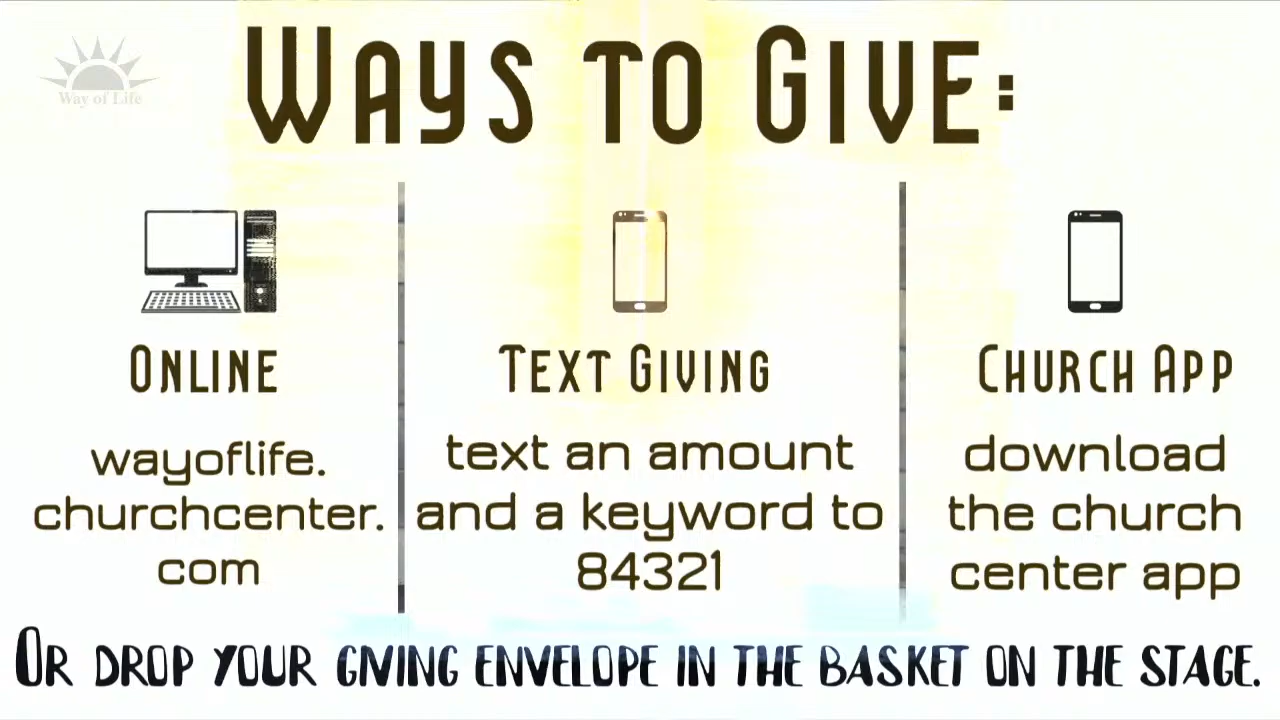 Way of Life
WAYS TO GIVE:
ONLINE
wayoflife.
churchcenter.
com
TEXT GIVING
text an amount
and a keyword to
84321
CHURCH APP
download
the church
center app
OR DROP YOUR GIVING ENVELOPE IN THE BASKET ON THE STAGE.